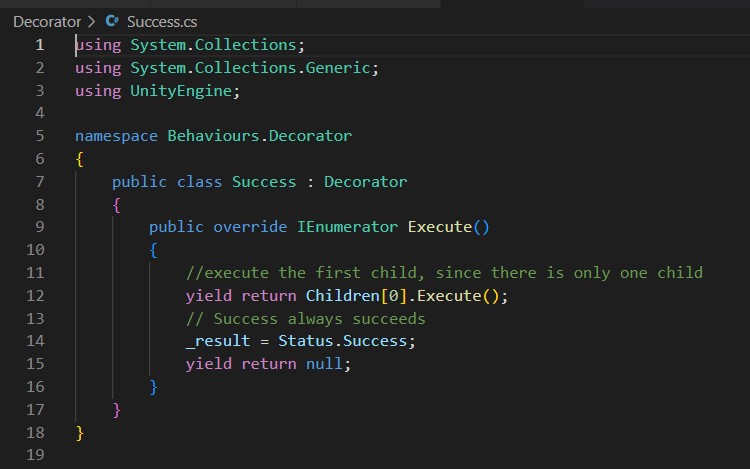 Decorator > C# Success.cs
1 using System.Collections;
2 using System.Collections.Generic;
3 using UnityEngine;
4
5 namespace Behaviours.Decorator
6 {
7     public class Success : Decorator
8     {
9         public override IEnumerator Execute()
10         {
11             //execute the first child, since there is only one child
12             yield return Children[0].Execute();
13             // Success always succeeds
14             _result = Status.Success;
15             yield return null;
16         }
17     }
18 }
19